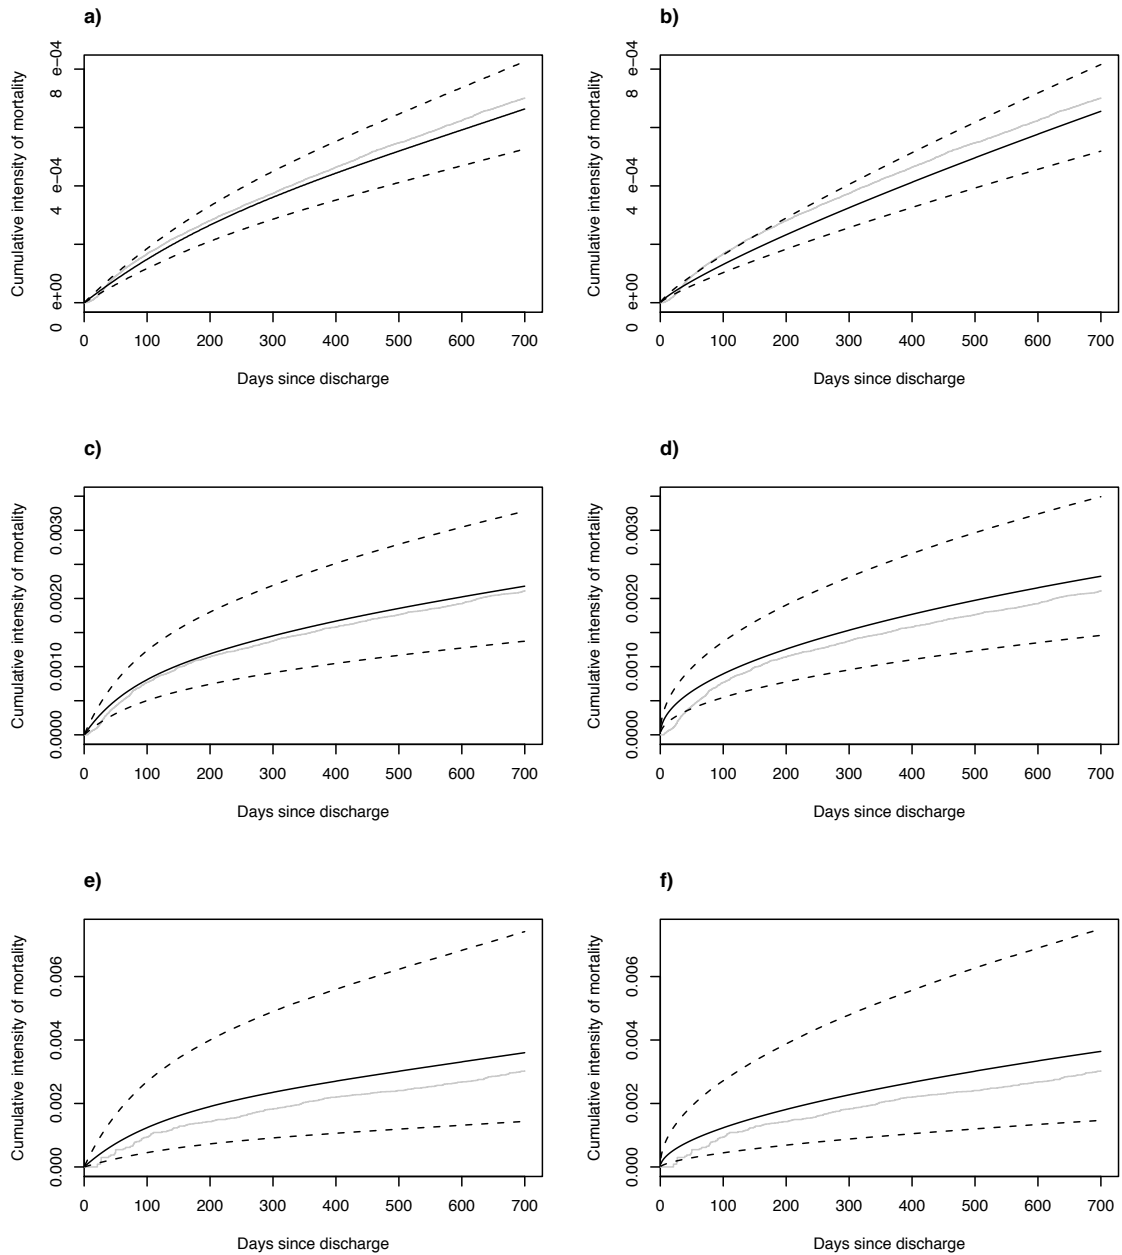 a)
b)
Cumulative intensity of mortality
0 e+00 4 e−04 8 e−04
0 100 200 300 400 500 600 700
Days since discharge
Cumulative intensity of mortality
0 e+00 4 e−04 8 e−04
0 100 200 300 400 500 600 700
Days since discharge
c)
d)
Cumulative intensity of mortality
0.0000 0.0010 0.0020 0.0030
0 100 200 300 400 500 600 700
Days since discharge
Cumulative intensity of mortality
0.0000 0.0010 0.0020 0.0030
0 100 200 300 400 500 600 700
Days since discharge
e)
f)
Cumulative intensity of mortality
0.000 0.002 0.004 0.006
0 100 200 300 400 500 600 700
Days since discharge
Cumulative intensity of mortality
0.000 0.002 0.004 0.006
0 100 200 300 400 500 600 700
Days since discharge